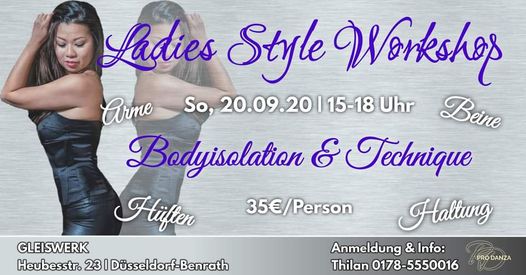 Ladies Style Workshop
Arme
So, 20.09.20 | 15-18 Uhr
Beine
Bodyisolation & Technique
Hüften
35€/Person
Haltung
GLEISWERK
Heubesstr. 23 | Düsseldorf-Benrath
Anmeldung & Info:
Thilan 0178-5550016
PRO DANZA